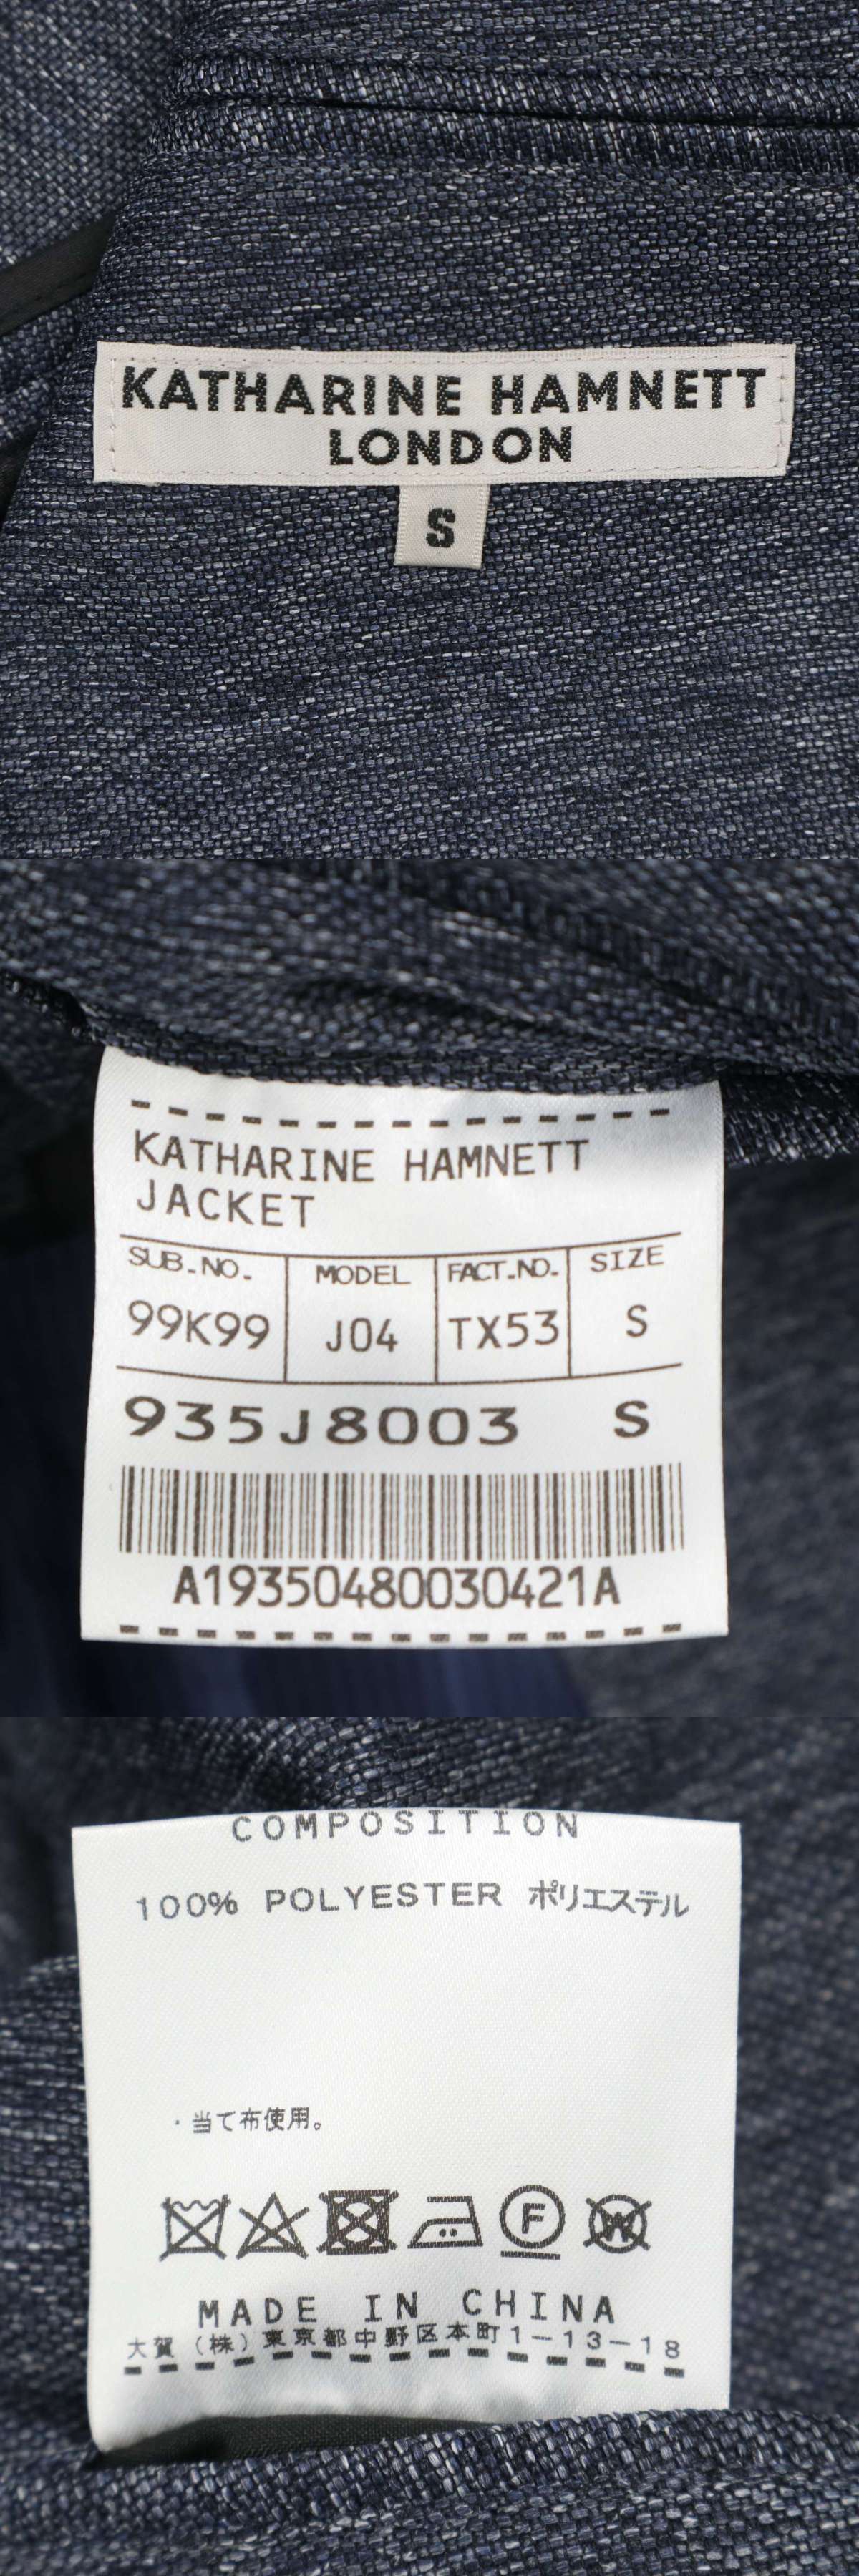 KATHARINE HAMNETT
LONDON
S
KATHARINE HAMNETT
JACKET
SUB.NO. MODEL FACT.NO. SIZE
99K99 J04 TX53 S
935J8003 S
A19350480030421A
COMPOSITION
100% POLYESTER ポリエステル
・当て布使用。
F W
MADE IN CHINA
大賀(株)東京都中野区本町1-13-18